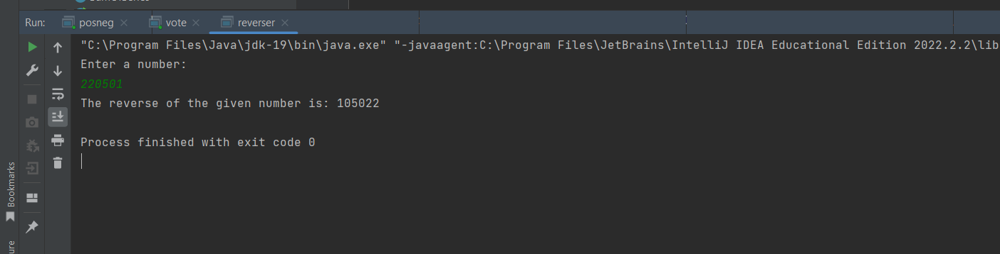 Run: posneg vote reverser
"C:\Program Files\Java\jdk-19\bin\java.exe" "-javaagent:C:\Program Files\JetBrains\IntelliJ IDEA Educational Edition 2022.2.2\lib
Enter a number:
220501
The reverse of the given number is: 105022
Process finished with exit code 0
Bookmarks